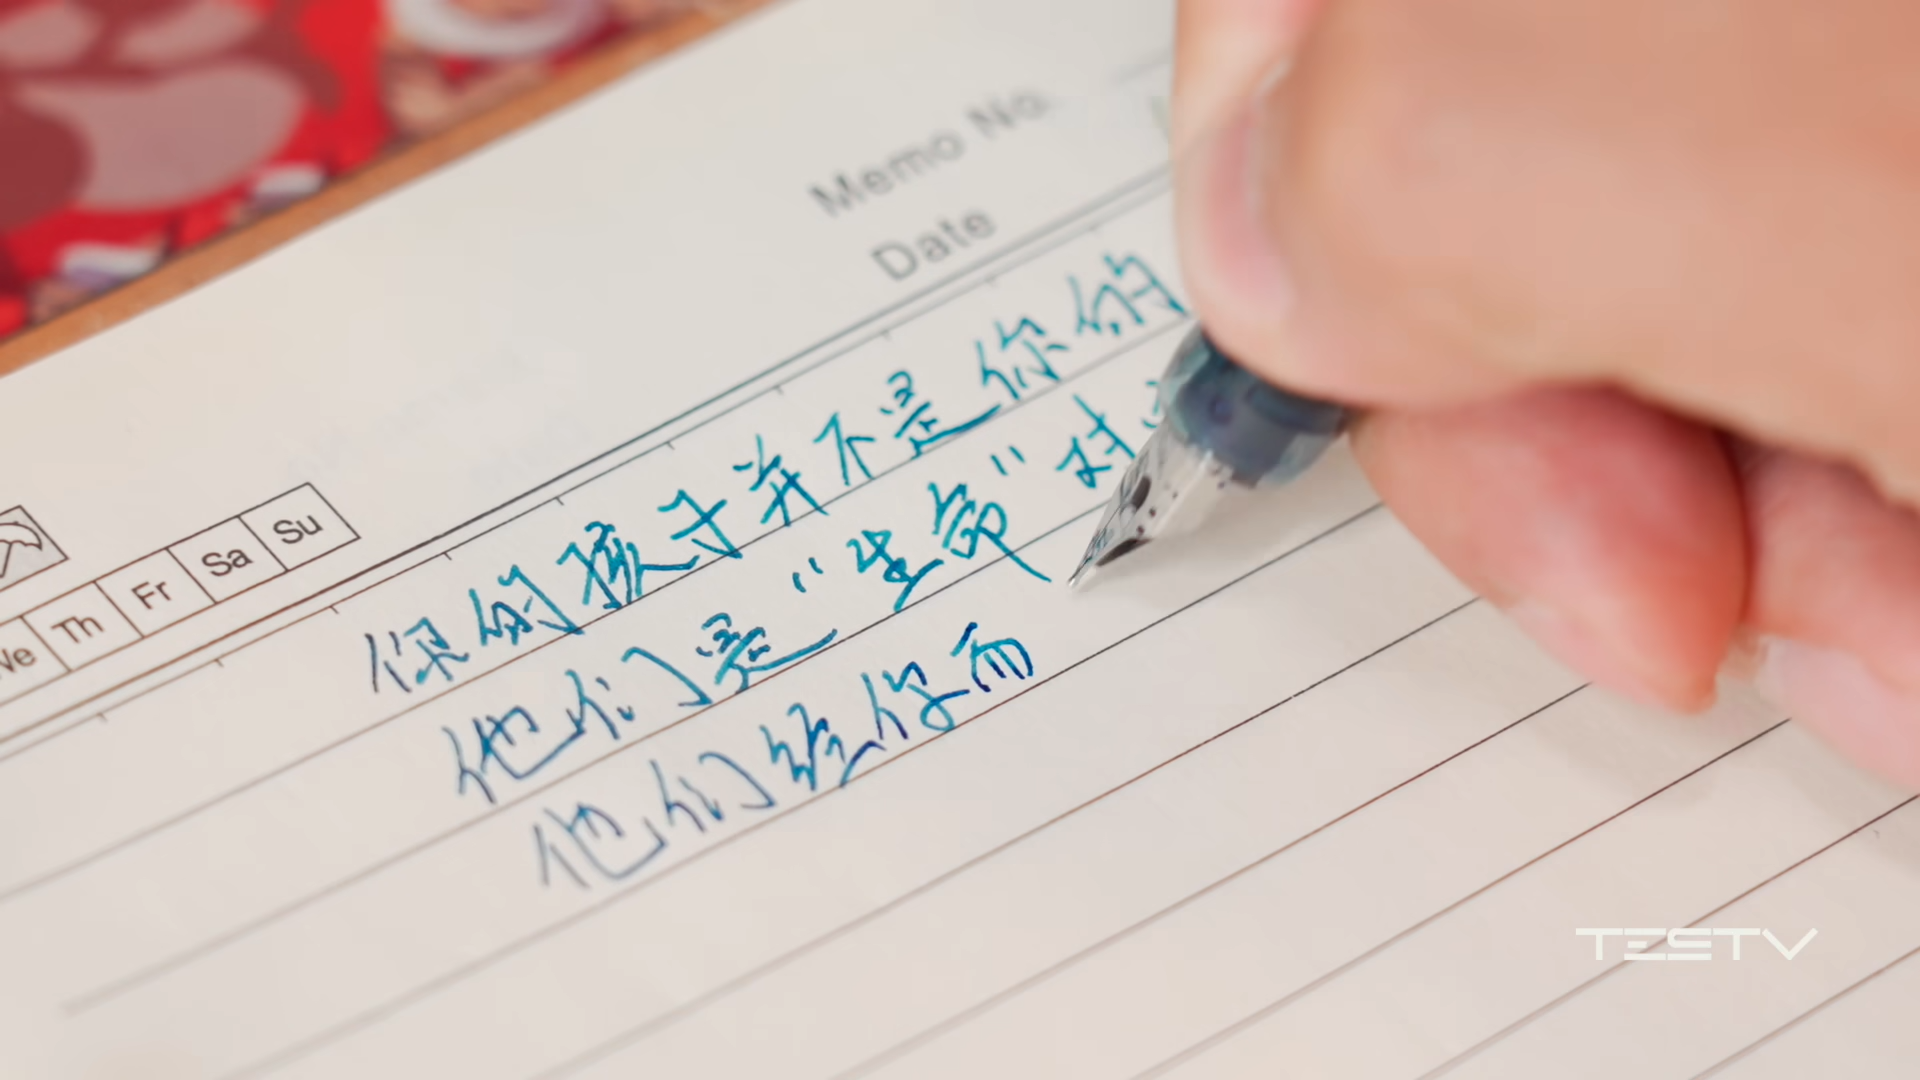 Memo No.
Date
We Th Fr Sa Su
你的孩子并不是你的
他们是“生命”对
他们经你而
TESTV